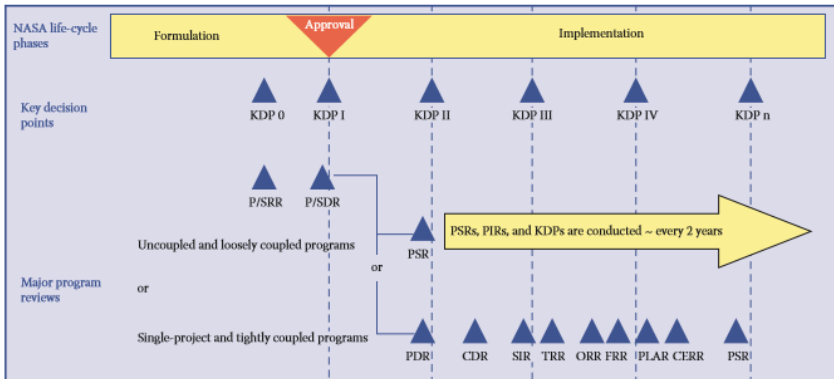 NASA life-cycle
phases
Formulation
Approval
Implementation
Key decision
points
KDP 0
KDP I
KDP II
KDP III
KDP IV
KDP n
P/SRR
P/SDR
Uncoupled and loosely coupled programs
PSR
PSRs, PIRs, and KDPs are conducted ~ every 2 years
or
Major program
reviews
or
Single-project and tightly coupled programs
PDR
CDR
SIR
TRR
ORR
FRR
PLAR
CERR
PSR